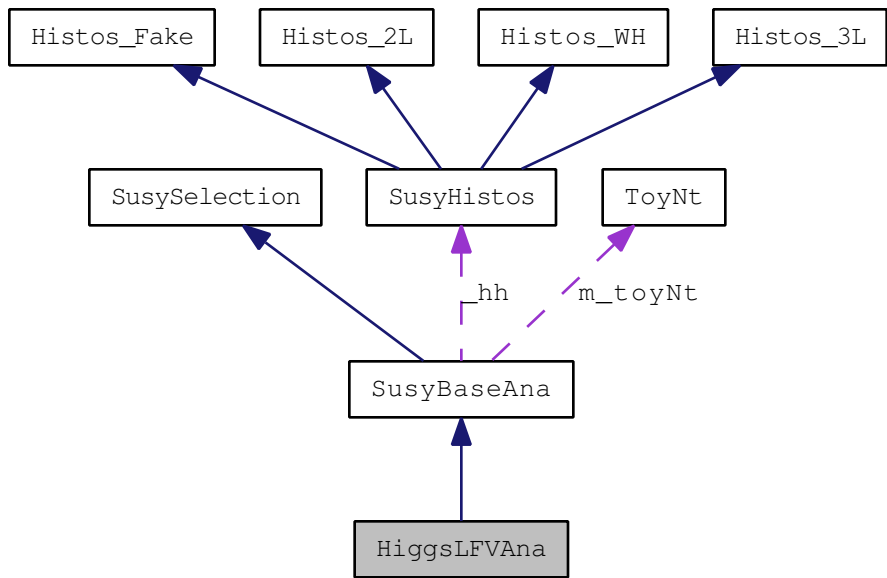 Histos_Fake
Histos_2L
Histos_WH
Histos_3L
SusySelection
SusyHistos
ToyNt
_hh
m_toyNt
SusyBaseAna
HiggsLFVAna